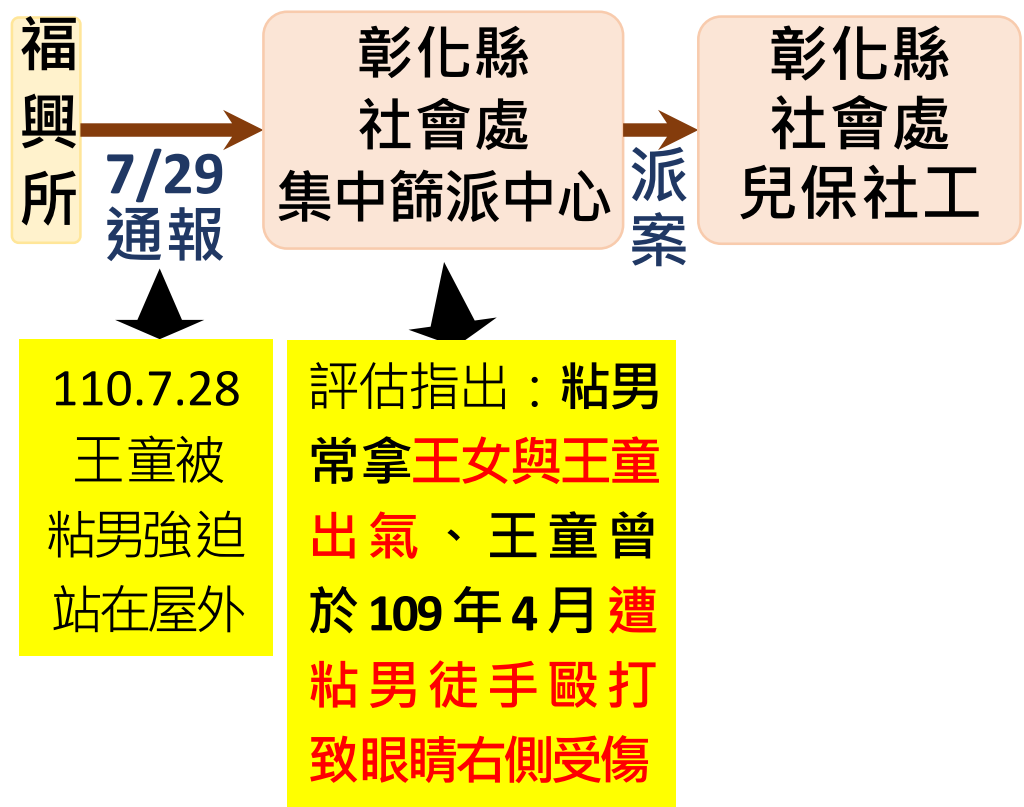 福
興
所
7/29
通報
彰化縣
社會處
集中篩派中心
派
案
彰化縣
社會處
兒保社工
110.7.28
王童被
粘男強迫
站在屋外
評估指出：粘男
常拿王女與王童
出氣、王童曾
於109年4月遭
粘男徒手毆打
致眼睛右側受傷